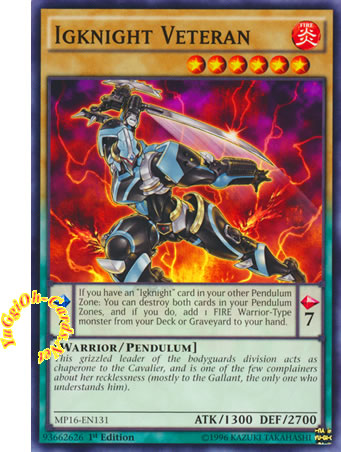 IGKNIGHT VETERAN
FIRE
炎
If you have an "Igknight" card in your other Pendulum
Zone: You can destroy both cards in your Pendulum
Zones, and if you do, add 1 FIRE Warrior-Type
monster from your Deck or Graveyard to your hand.
7
[WARRIOR/PENDULUM]
This grizzled leader of the bodyguards division acts as
chaperone to the Cavalier, and is one of the few complainers
about her recklessness (mostly to the Gallant, the only one who
understands him).
MP16-EN131
ATK/1300 DEF/2700
93662626
1st Edition
©1996 KAZUKI TAKAHASHI